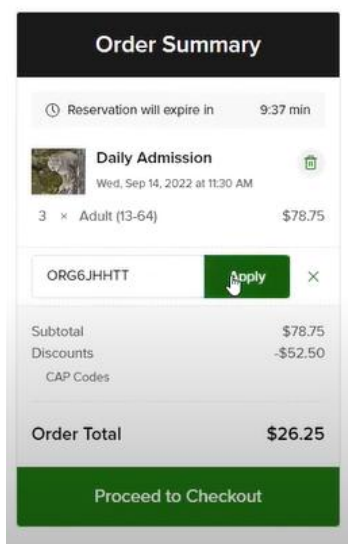 Order Summary
Reservation will expire in 9:37 min
Daily Admission
Wed, Sep 14, 2022 at 11:30 AM
3 × Adult (13-64) $78.75
ORG6JHHTT Apply ×
Subtotal $78.75
Discounts -$52.50
CAP Codes
Order Total $26.25
Proceed to Checkout